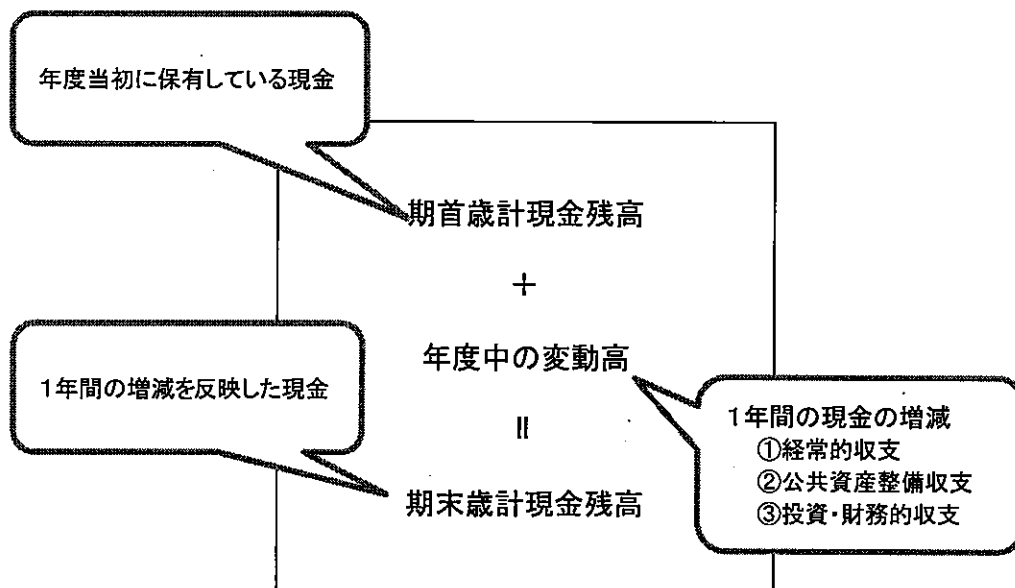 年度当初に保有している現金
期首歳計現金残高
＋
年度中の変動高
1年間の増減を反映した現金
1年間の現金の増減
①経常的収支
②公共資産整備収支
③投資・財務的収支
＝
期末歳計現金残高